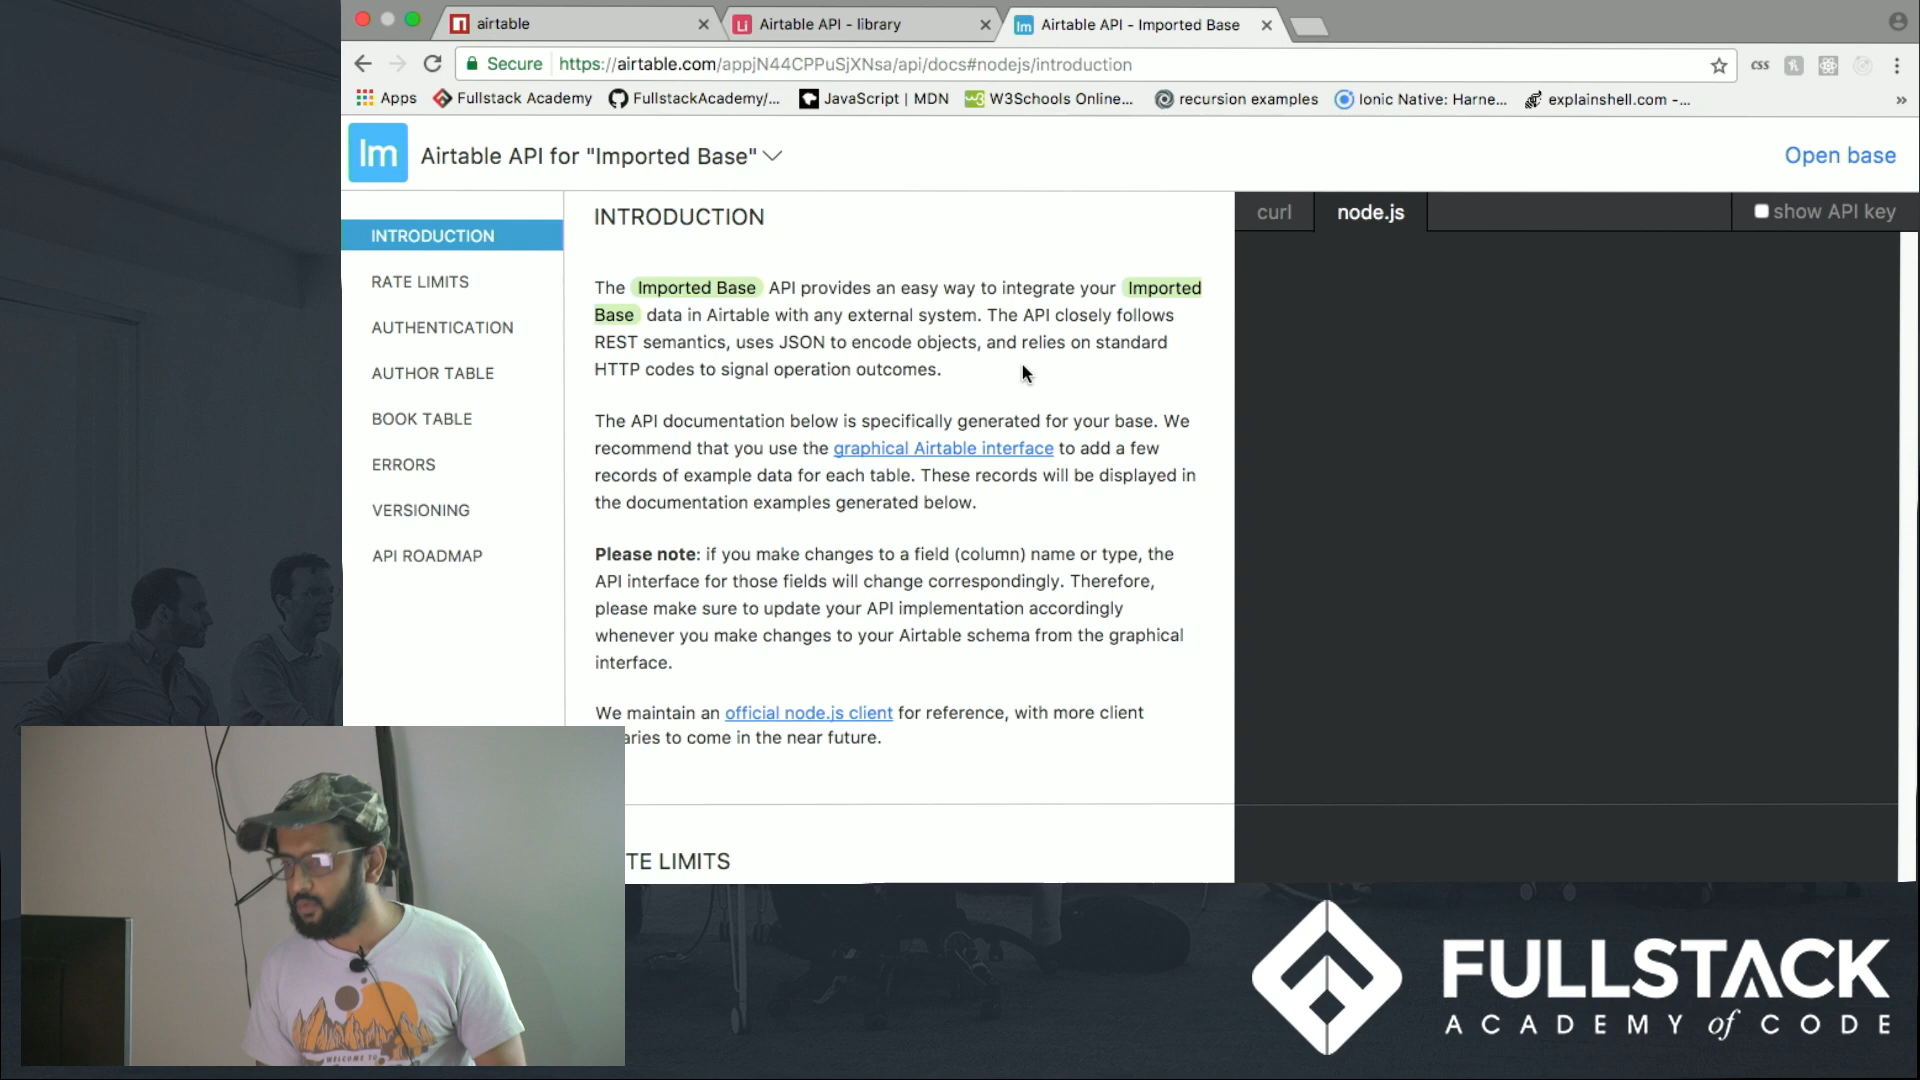 airtable
Airtable API - library
Airtable API - Imported Base
Secure
https://airtable.com/appjN44CPPuSjXNsa/api/docs#nodejs/introduction
css
Apps
Fullstack Academy
FullstackAcademy/...
JavaScript | MDN
W3Schools Online...
recursion examples
Ionic Native: Harne...
explainshell.com -...
»
Im
Airtable API for "Imported Base"
Open base
INTRODUCTION
RATE LIMITS
AUTHENTICATION
AUTHOR TABLE
BOOK TABLE
ERRORS
VERSIONING
API ROADMAP
INTRODUCTION
The Imported Base API provides an easy way to integrate your Imported
Base data in Airtable with any external system. The API closely follows
REST semantics, uses JSON to encode objects, and relies on standard
HTTP codes to signal operation outcomes.
The API documentation below is specifically generated for your base. We
recommend that you use the graphical Airtable interface to add a few
records of example data for each table. These records will be displayed in
the documentation examples generated below.
Please note: if you make changes to a field (column) name or type, the
API interface for those fields will change correspondingly. Therefore,
please make sure to update your API implementation accordingly
whenever you make changes to your Airtable schema from the graphical
interface.
We maintain an official node.js client for reference, with more client
aries to come in the near future.
TE LIMITS
curl
node.js
show API key
WELCOME TO
FULLSTACK
ACADEMY of CODE